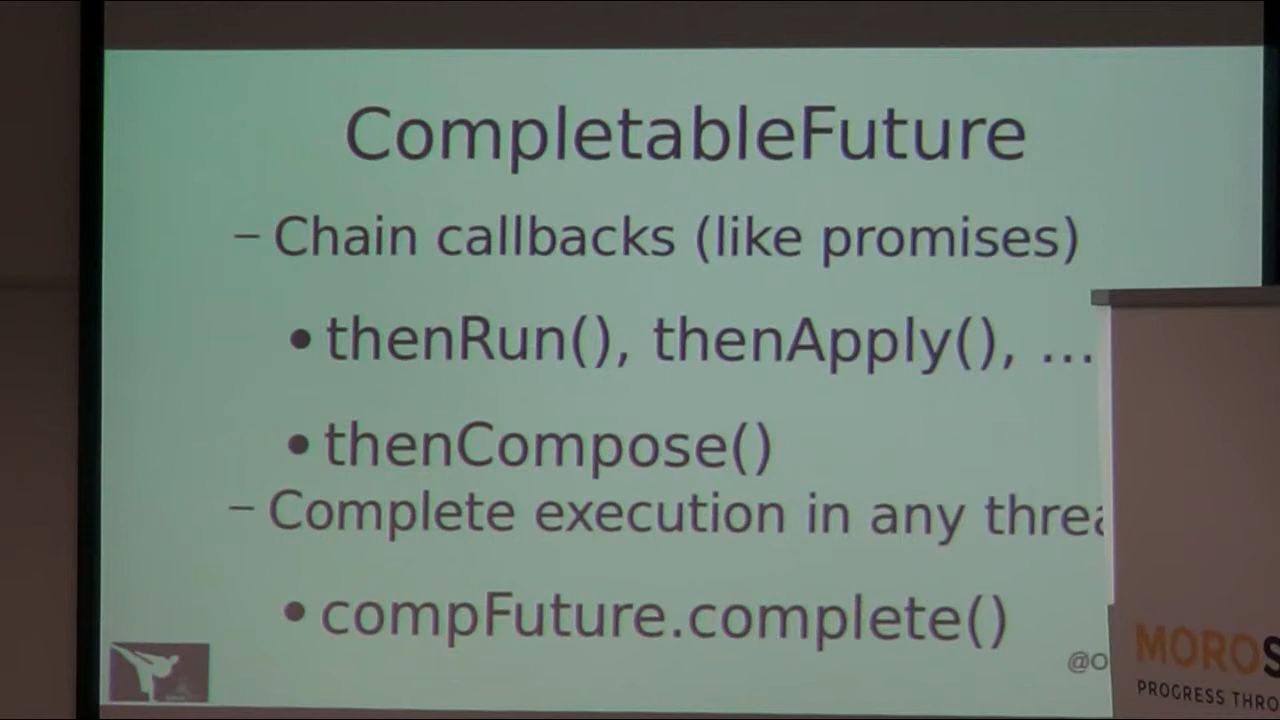 CompletableFuture
– Chain callbacks (like promises)
• thenRun(), thenApply(), ...
• thenCompose()
– Complete execution in any threa
• compFuture.complete()
@O
MOROS
PROGRESS THRO